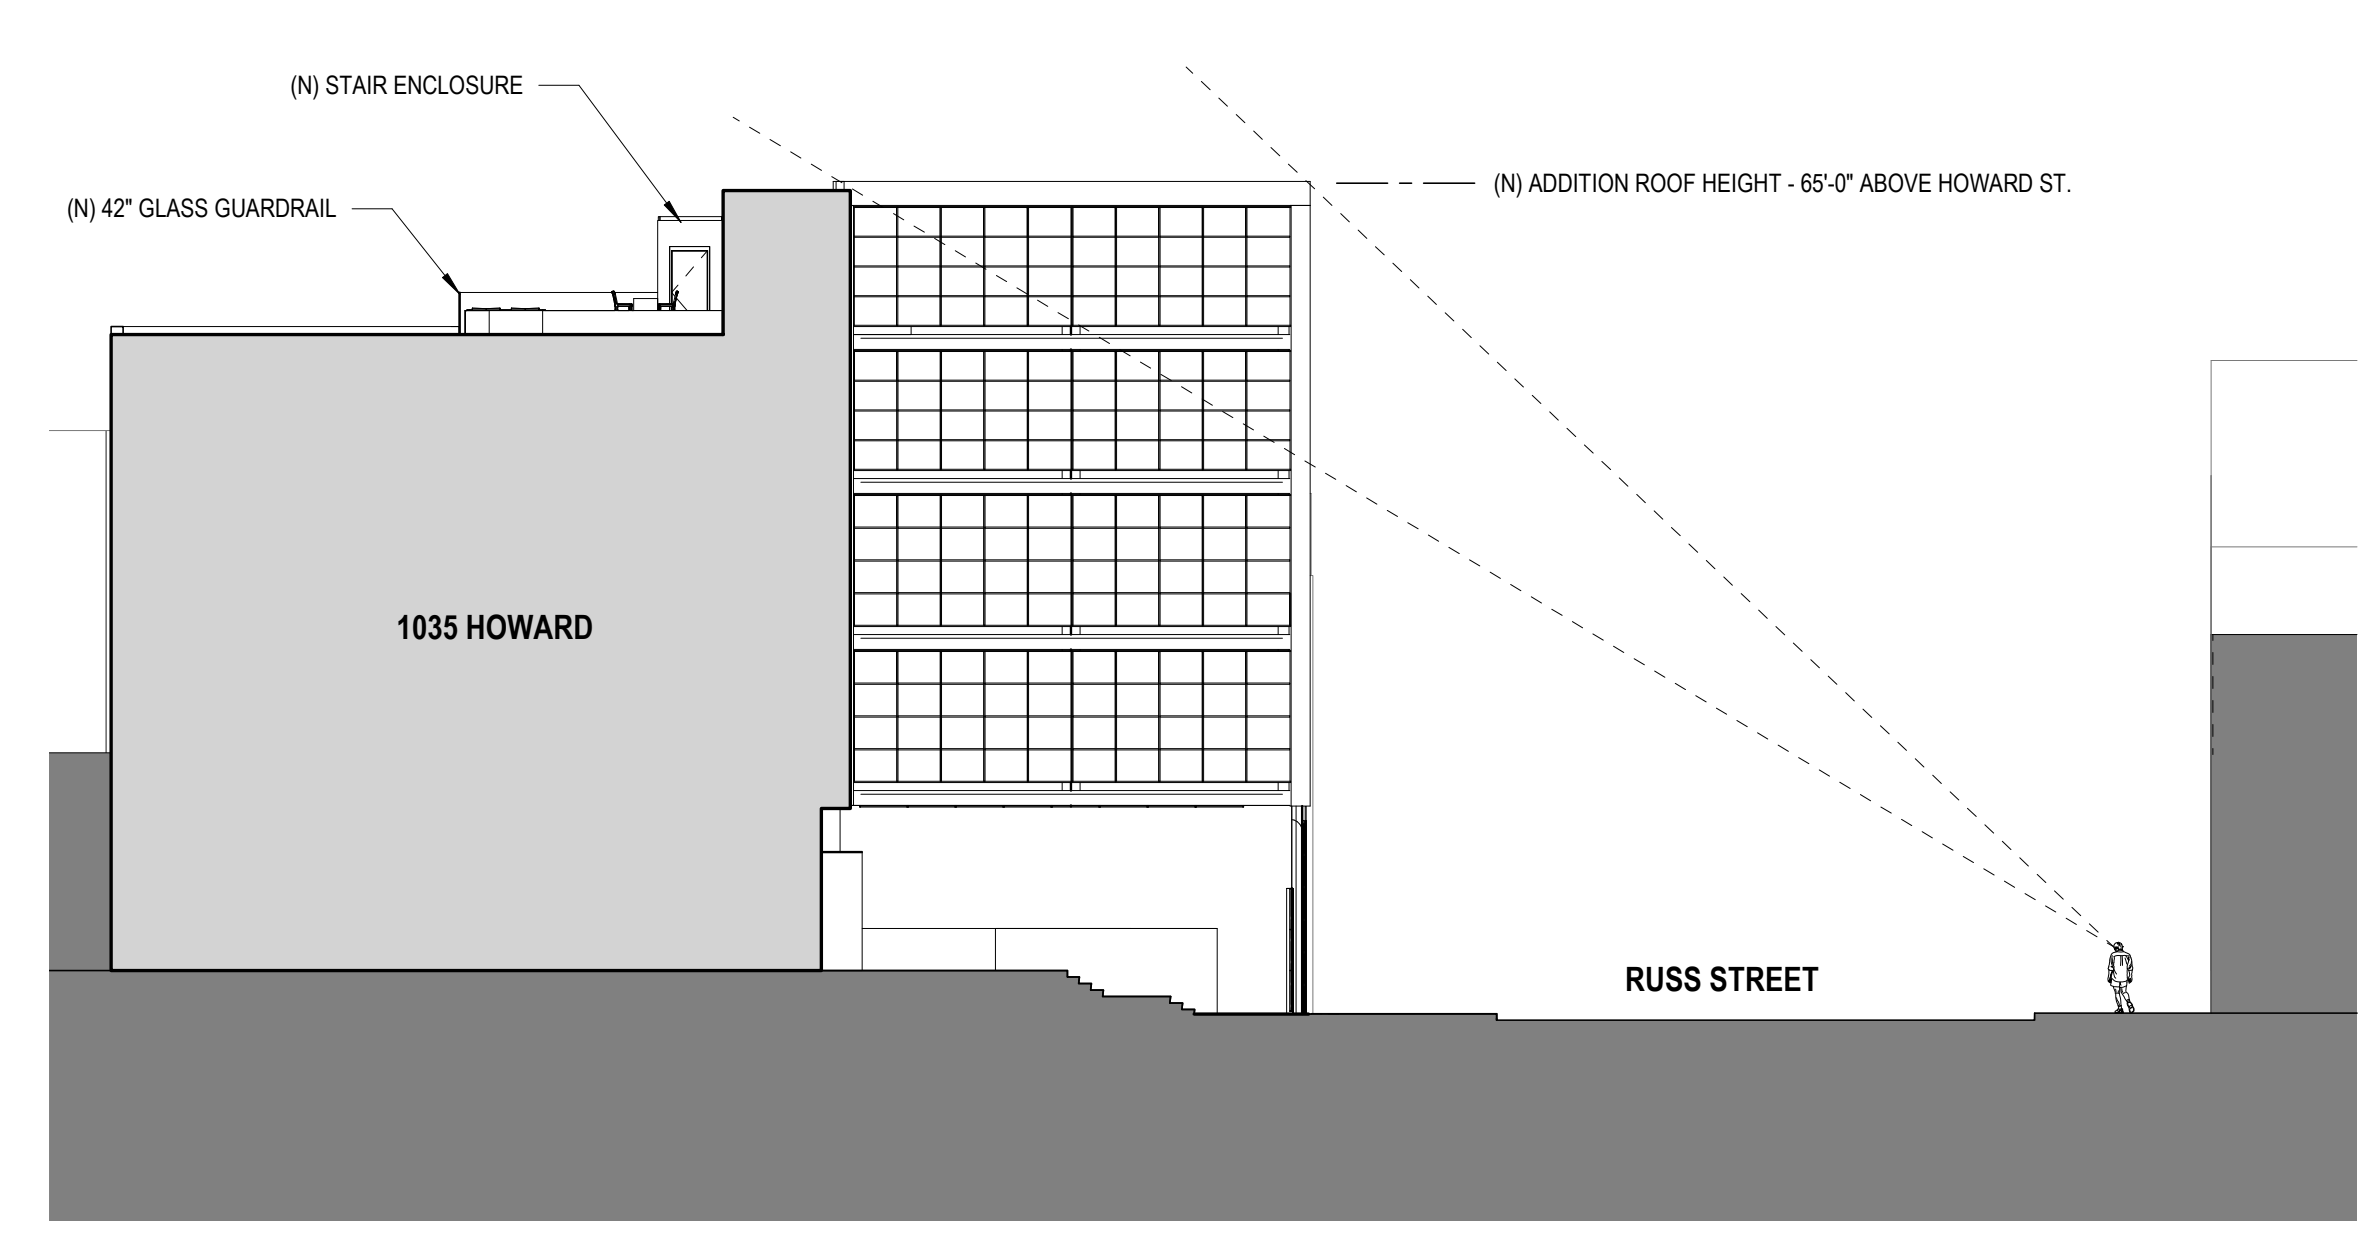 (N) STAIR ENCLOSURE
(N) ADDITION ROOF HEIGHT - 65'-0" ABOVE HOWARD ST.
(N) 42" GLASS GUARDRAIL
1035 HOWARD
RUSS STREET